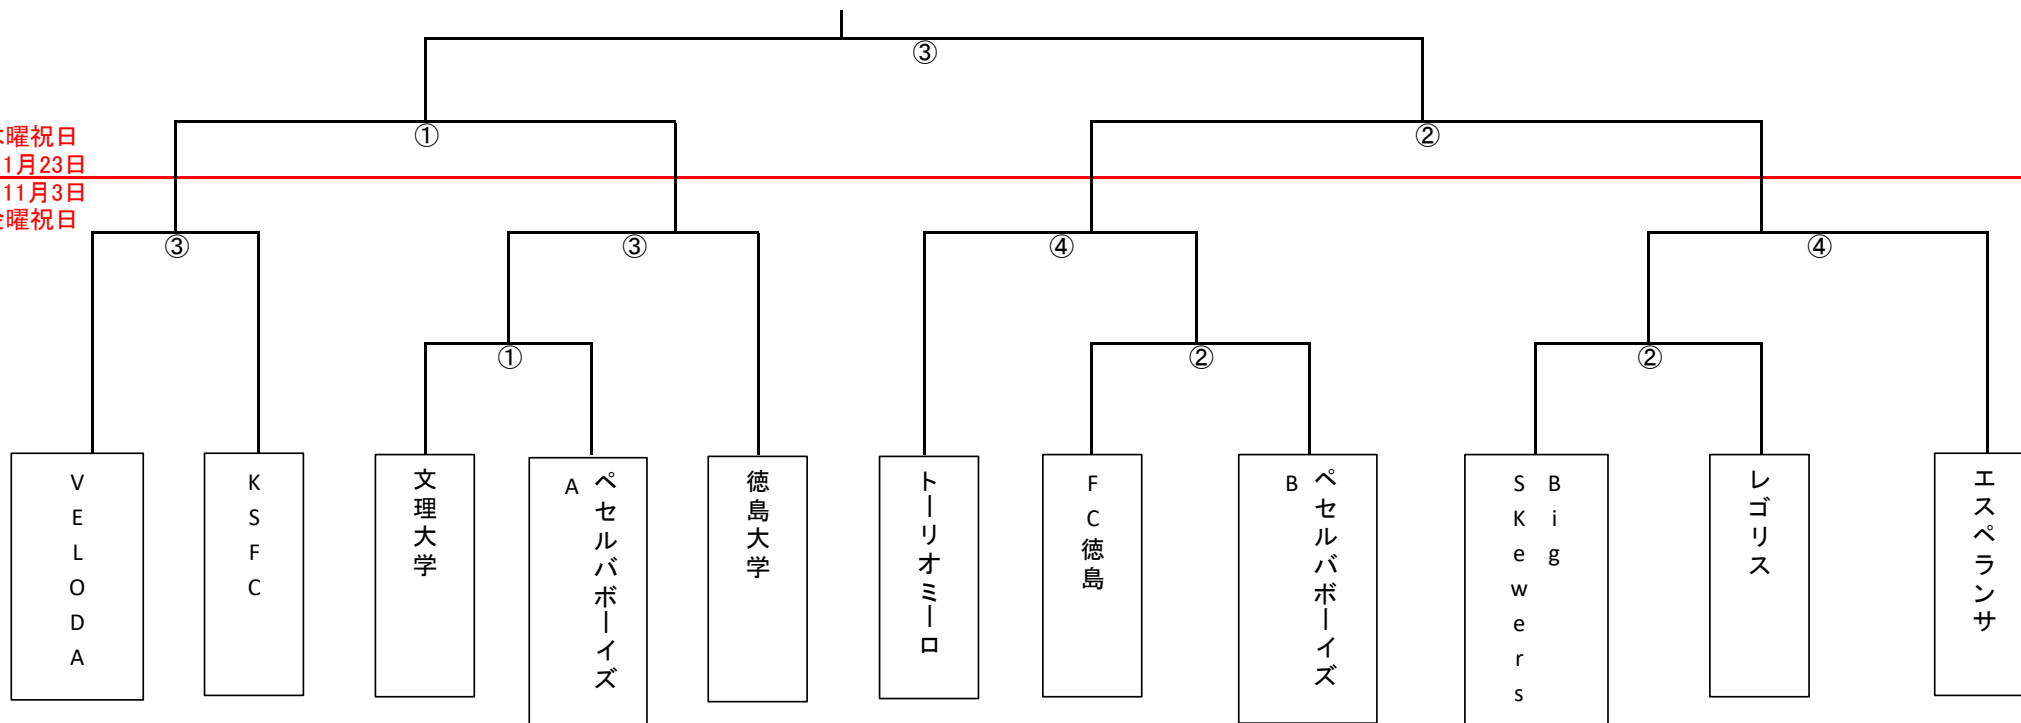 ③
①
②
曜祝日
1月23日
11月3日
曜祝日
③
③
④
④
①
②
②
VELODA
KSFC
文理大学
ペセルバボーイズ
A
徳島大学
トーリオミーロ
FC徳島
ペセルバボーイズ
B
Big
SKewers
レゴリス
エスペランサ